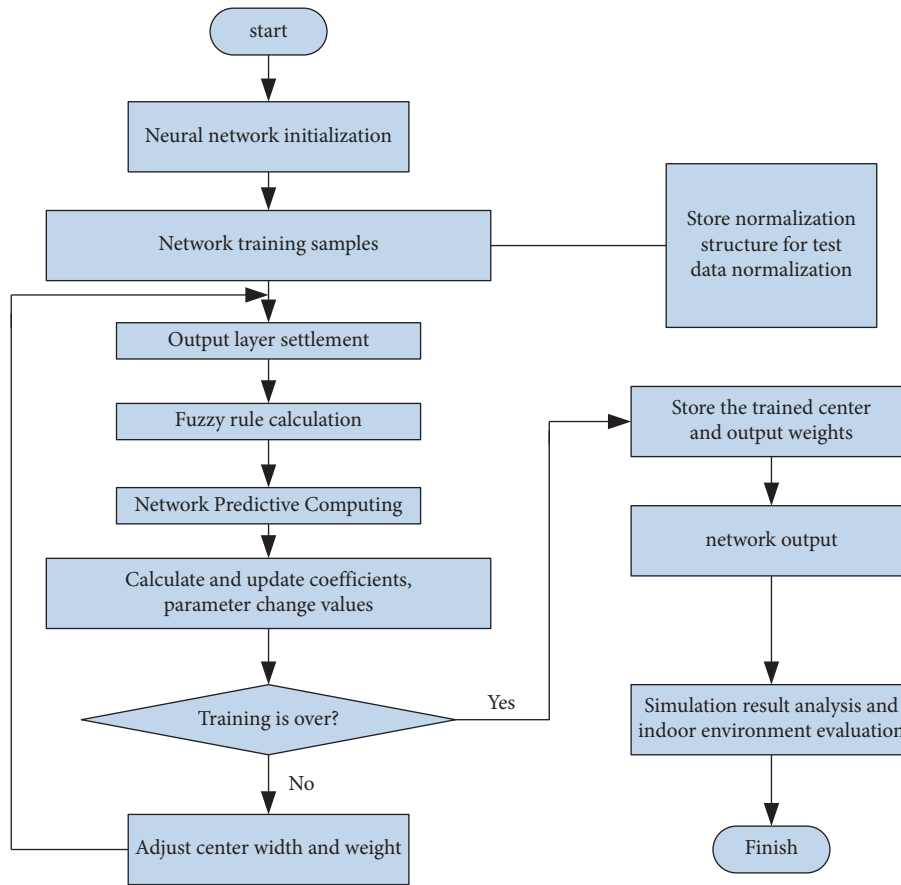 start
Neural network initialization
Network training samples
Store normalization
structure for test
data normalization
Output layer settlement
Fuzzy rule calculation
Network Predictive Computing
Calculate and update coefficients,
parameter change values
Training is over?
Yes
No
Adjust center width and weight
Store the trained center
and output weights
network output
Simulation result analysis and
indoor environment evaluation
Finish